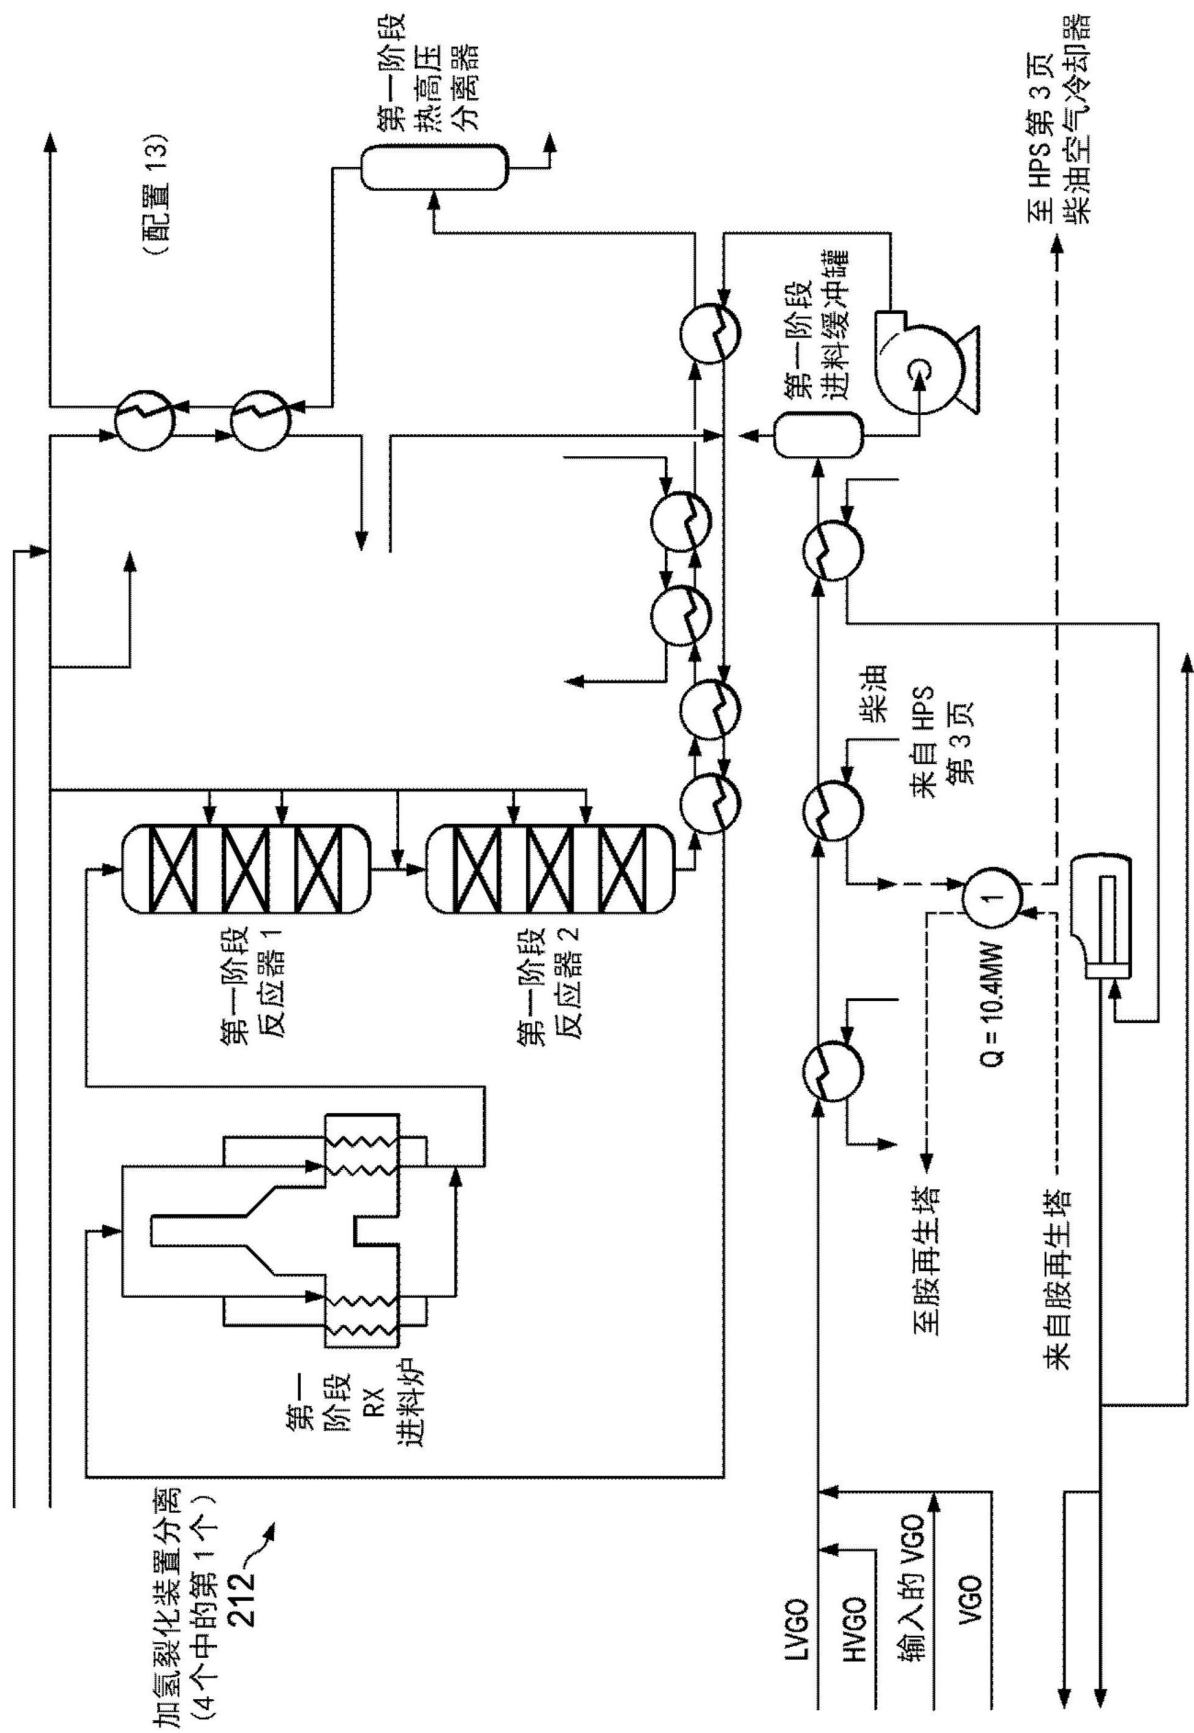 加氢裂化装置分离
(4个中的第1个)
212
(配置 13)
第一
阶段
RX
进料炉
第一阶段
反应器 1
第一阶段
反应器 2
第一阶段
热高压
分离器
第一阶段
进料缓冲罐
LVGO
HVGO
输入的 VGO
VGO
柴油
来自 HPS
第 3 页
至胺再生塔
来自胺再生塔
Q = 10.4MW
1
至 HPS 第 3 页
柴油空气冷却器